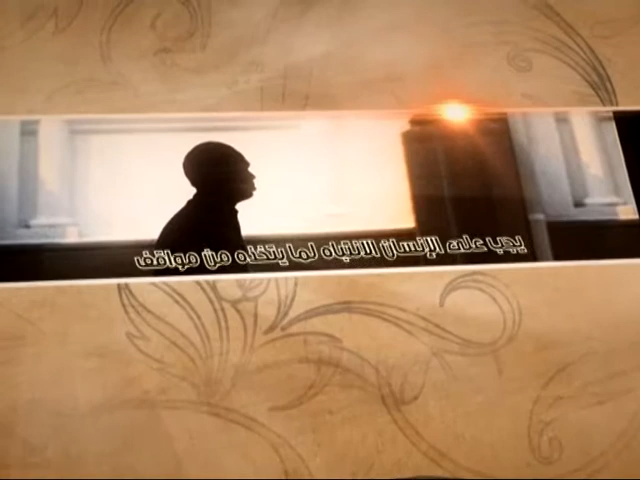 يجب على الإنسان الانتباه لما يتخذه من مواقف